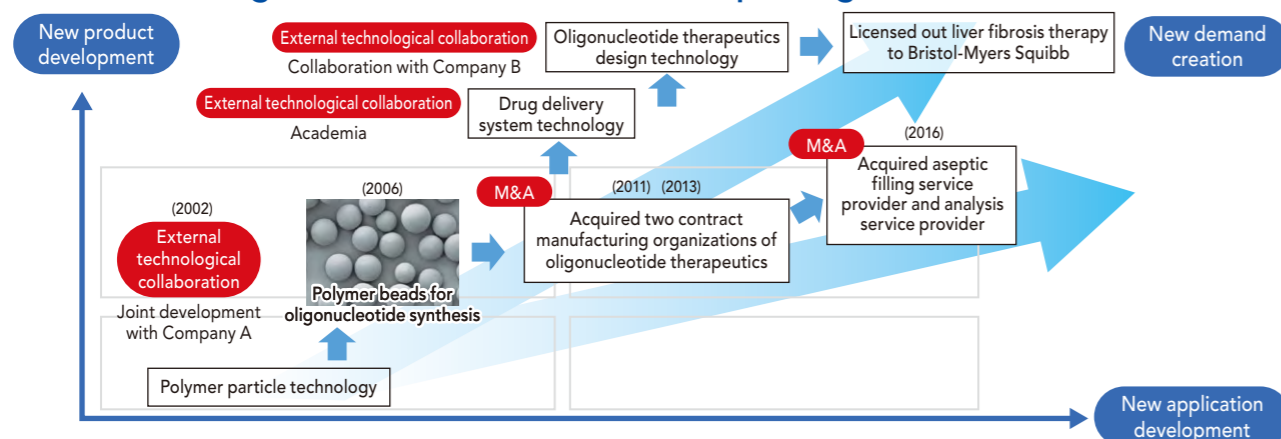 New product
development
External technological collaboration
Collaboration with Company B
Oligonucleotide therapeutics
design technology
Licensed out liver fibrosis therapy
to Bristol-Myers Squibb
New demand
creation
External technological collaboration
Academia
Drug delivery
system technology
(2016)
M&A
Acquired aseptic
filling service
provider and analysis
service provider
(2006)
M&A
(2011) (2013)
Acquired two contract
manufacturing organizations of
oligonucleotide therapeutics
(2002)
External
technological
collaboration
Joint development
with Company A
Polymer beads for
oligonucleotide synthesis
Polymer particle technology
New application
development